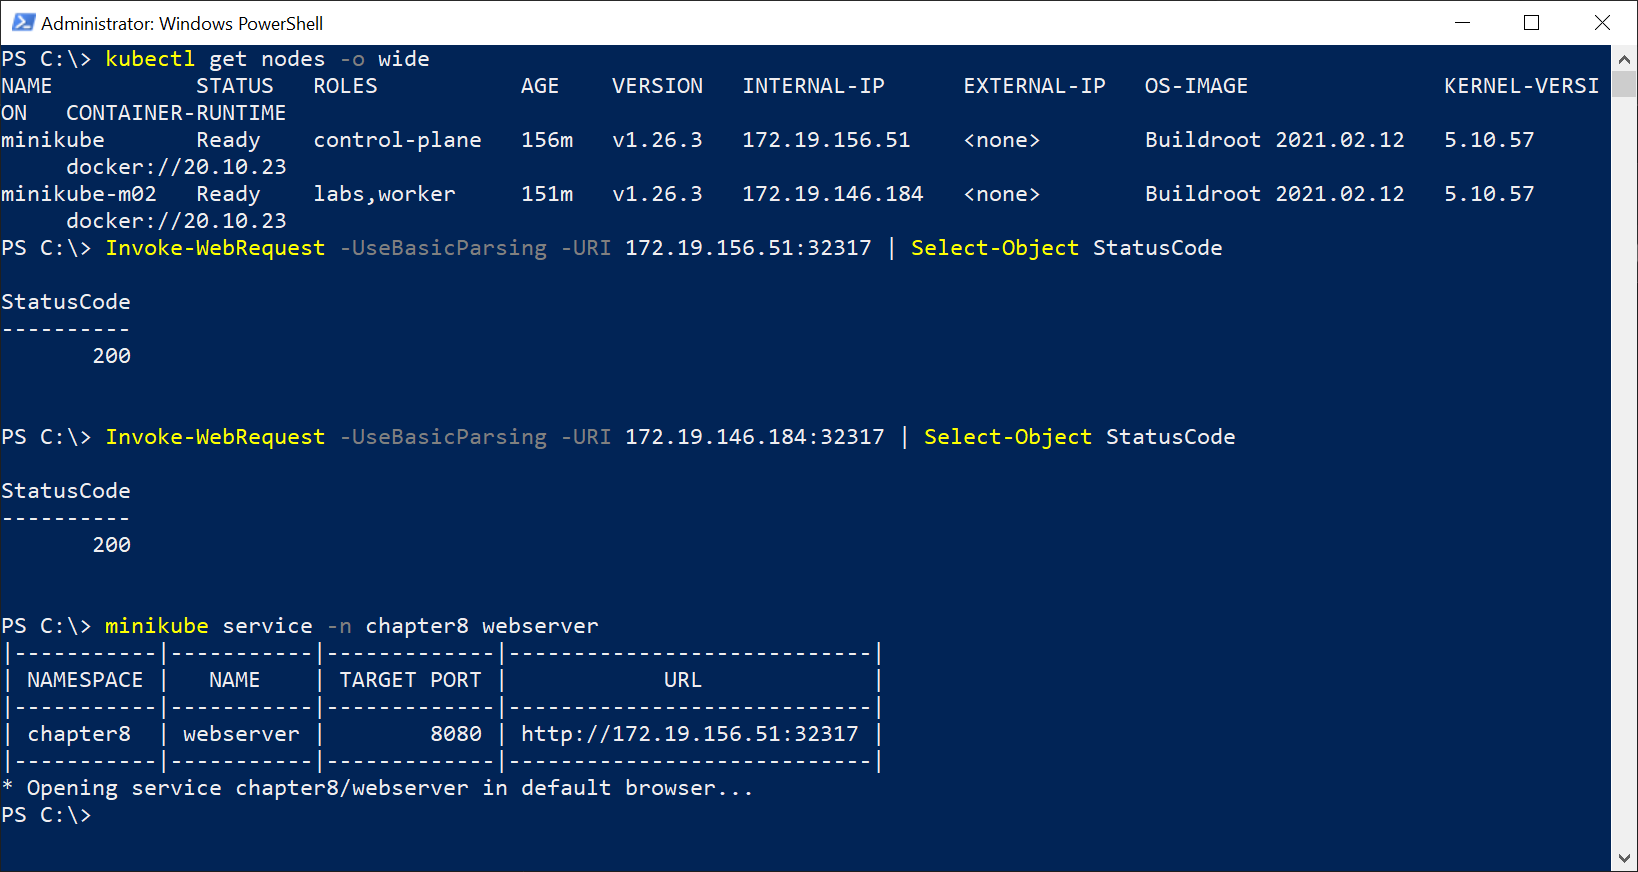 Administrator: Windows PowerShell
PS C:\> kubectl get nodes -o wide
NAME           STATUS   ROLES           AGE    VERSION   INTERNAL-IP      EXTERNAL-IP   OS-IMAGE               KERNEL-VERSI
ON   CONTAINER-RUNTIME
minikube       Ready    control-plane   156m   v1.26.3   172.19.156.51    <none>        Buildroot 2021.02.12   5.10.57
     docker://20.10.23
minikube-m02   Ready    labs,worker     151m   v1.26.3   172.19.146.184   <none>        Buildroot 2021.02.12   5.10.57
     docker://20.10.23
PS C:\> Invoke-WebRequest -UseBasicParsing -URI 172.19.156.51:32317 | Select-Object StatusCode
StatusCode
----------
       200
PS C:\> Invoke-WebRequest -UseBasicParsing -URI 172.19.146.184:32317 | Select-Object StatusCode
StatusCode
----------
       200
PS C:\> minikube service -n chapter8 webserver
|-----------|-----------|-------------|----------------------------|
| NAMESPACE |   NAME    | TARGET PORT |            URL             |
|-----------|-----------|-------------|----------------------------|
| chapter8  | webserver |        8080 | http://172.19.156.51:32317 |
|-----------|-----------|-------------|----------------------------|
* Opening service chapter8/webserver in default browser...
PS C:\>